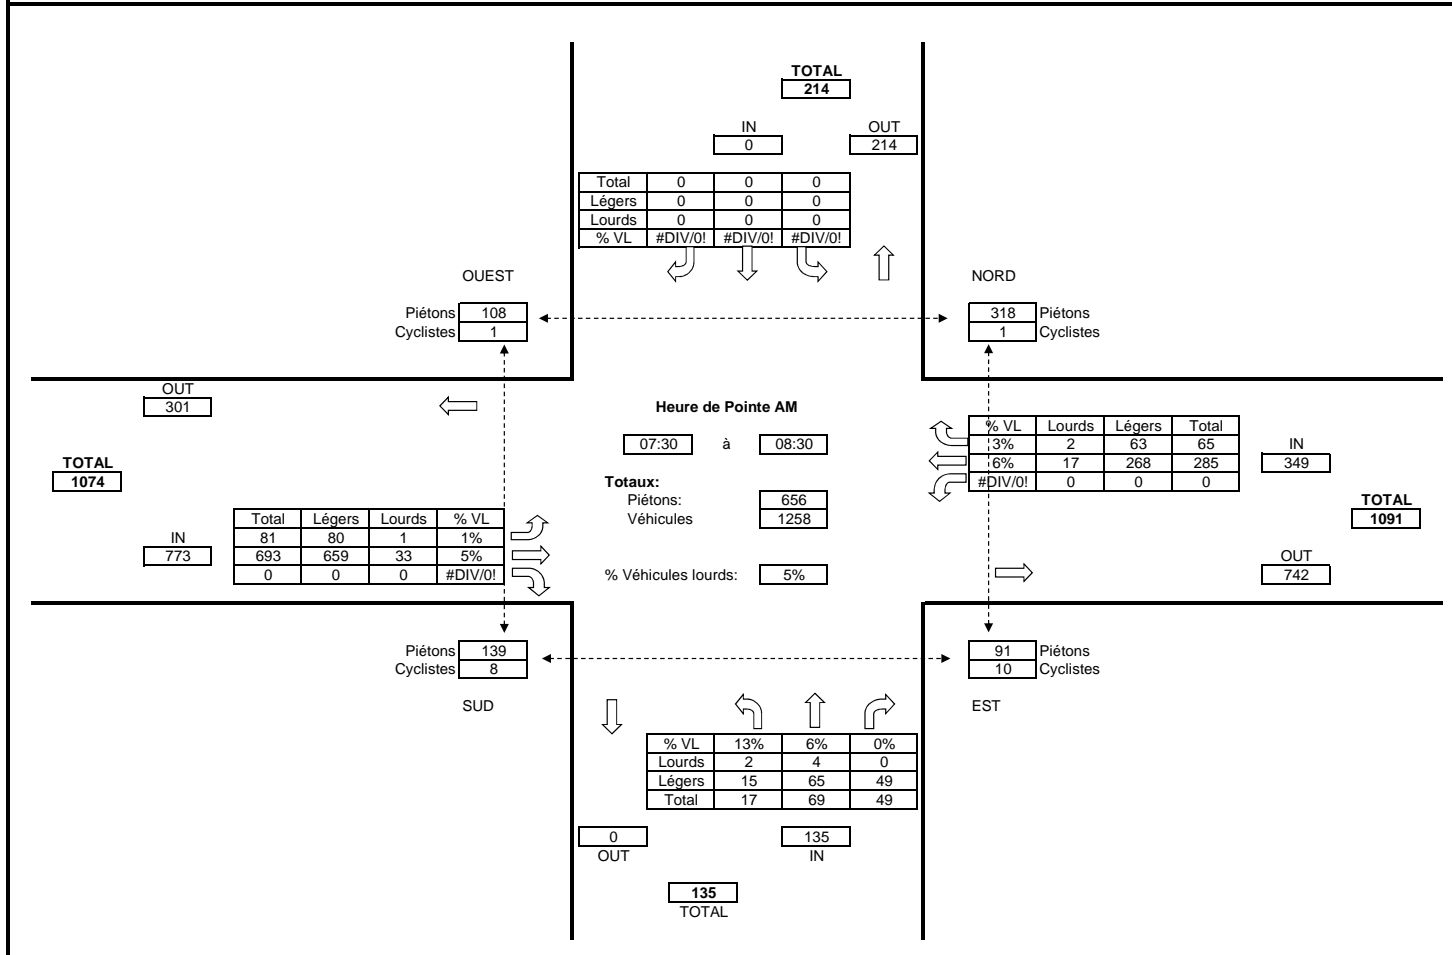 TOTAL
214
IN OUT
0 214
Total 0 0 0
Légers 0 0 0
Lourds 0 0 0
% VL #DIV/0! #DIV/0! #DIV/0!
OUEST NORD
Piétons 108 318 Piétons
Cyclistes 1 1 Cyclistes
OUT
301
Heure de Pointe AM
07:30 à 08:30
% VL Lourds Légers Total
3% 2 63 65
6% 17 268 285
#DIV/0! 0 0 0
IN
349
TOTAL
1074
Totaux:
Piétons: 656
Véhicules 1258
TOTAL
1091
Total Légers Lourds % VL
81 80 1 1%
693 659 33 5%
0 0 0 #DIV/0!
IN
773
OUT
742
% Véhicules lourds: 5%
Piétons 139 91 Piétons
Cyclistes 8 10 Cyclistes
SUD EST
% VL 13% 6% 0%
Lourds 2 4 0
Légers 15 65 49
Total 17 69 49
0 135
OUT IN
135
TOTAL